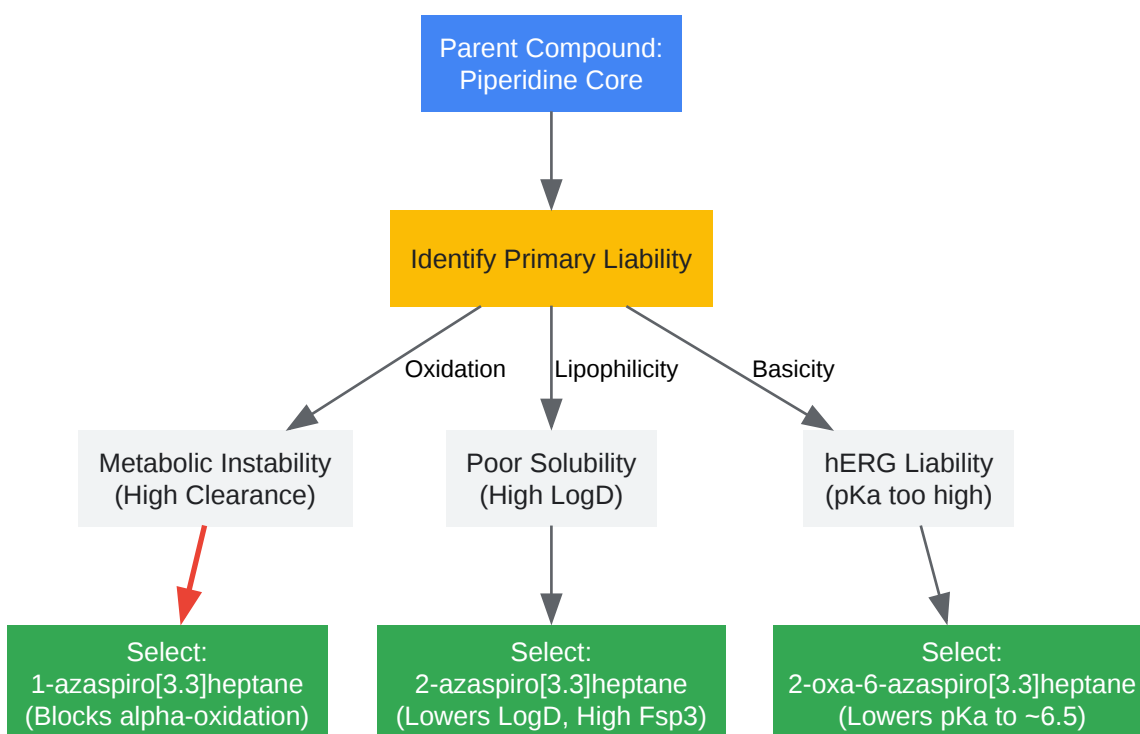 Parent Compound:
Piperidine Core
Identify Primary Liability
Oxidation
Lipophilicity
Basicity
Metabolic Instability
(High Clearance)
Poor Solubility
(High LogD)
hERG Liability
(pKa too high)
Select:
1-azaspiro[3.3]heptane
(Blocks alpha-oxidation)
Select:
2-azaspiro[3.3]heptane
(Lowers LogD, High Fsp3)
Select:
2-oxa-6-azaspiro[3.3]heptane
(Lowers pKa to ~6.5)